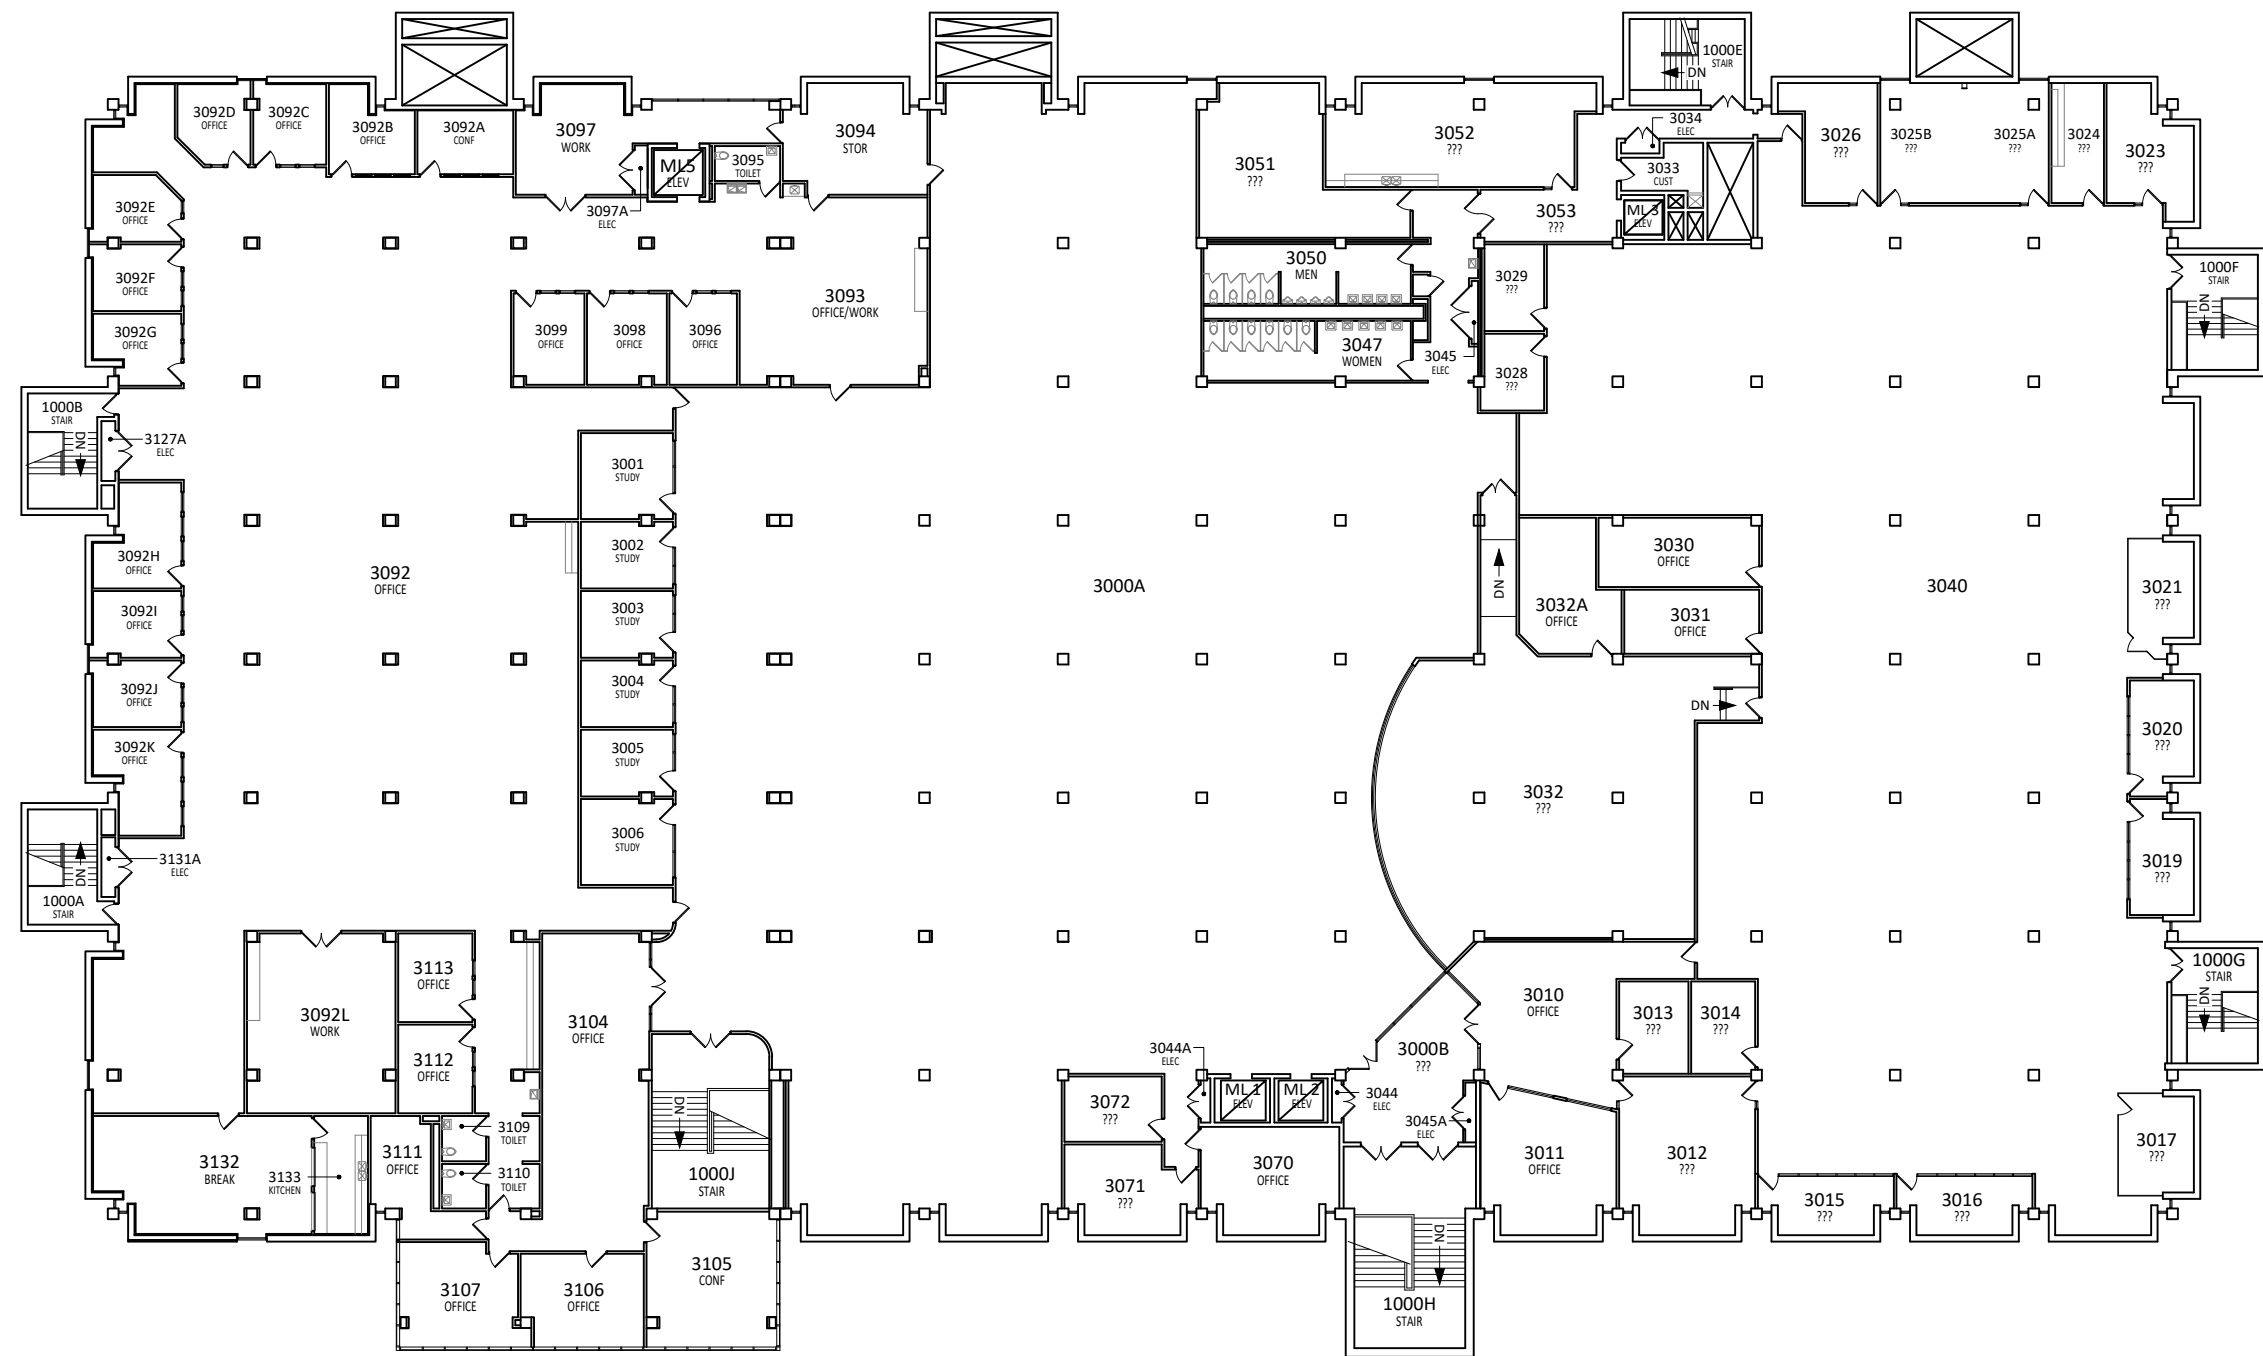 1000E
STAIR
DN
3092D
OFFICE
3092C
OFFICE
3092B
OFFICE
3092A
CONF
3097
WORK
3094
STOR
3095
TOILET
ML5
ELEV
3097A
ELEC
3051
???
3052
???
3034
ELEC
3033
CUST
ML 3
ELEV
3053
???
3026
???
3025B
???
3025A
???
3024
???
3023
???
3092E
OFFICE
3092F
OFFICE
3092G
OFFICE
3099
OFFICE
3098
OFFICE
3096
OFFICE
3093
OFFICE/WORK
3050
MEN
3047
WOMEN
3045
ELEC
3029
???
3028
???
1000F
STAIR
DN
1000B
STAIR
DN
3127A
ELEC
3001
STUDY
3002
STUDY
3003
STUDY
3004
STUDY
3005
STUDY
3006
STUDY
3092H
OFFICE
3092I
OFFICE
3092J
OFFICE
3092K
OFFICE
3092
OFFICE
3000A
DN
3032A
OFFICE
3030
OFFICE
3031
OFFICE
3040
3021
???
3020
???
3019
???
DN
3032
???
3131A
ELEC
DN
1000A
STAIR
3092L
WORK
3113
OFFICE
3112
OFFICE
3104
OFFICE
3010
OFFICE
3013
???
3014
???
1000G
STAIR
DN
3000B
???
3044A
ELEC
ML 1
ELEV
ML 2
ELEV
3044
ELEC
3045A
ELEC
3072
???
3071
???
3070
OFFICE
3011
OFFICE
3012
???
3015
???
3016
???
3017
???
DN
1000J
STAIR
3132
BREAK
3133
KITCHEN
3111
OFFICE
3109
TOILET
3110
TOILET
3107
OFFICE
3106
OFFICE
3105
CONF
DN
1000H
STAIR